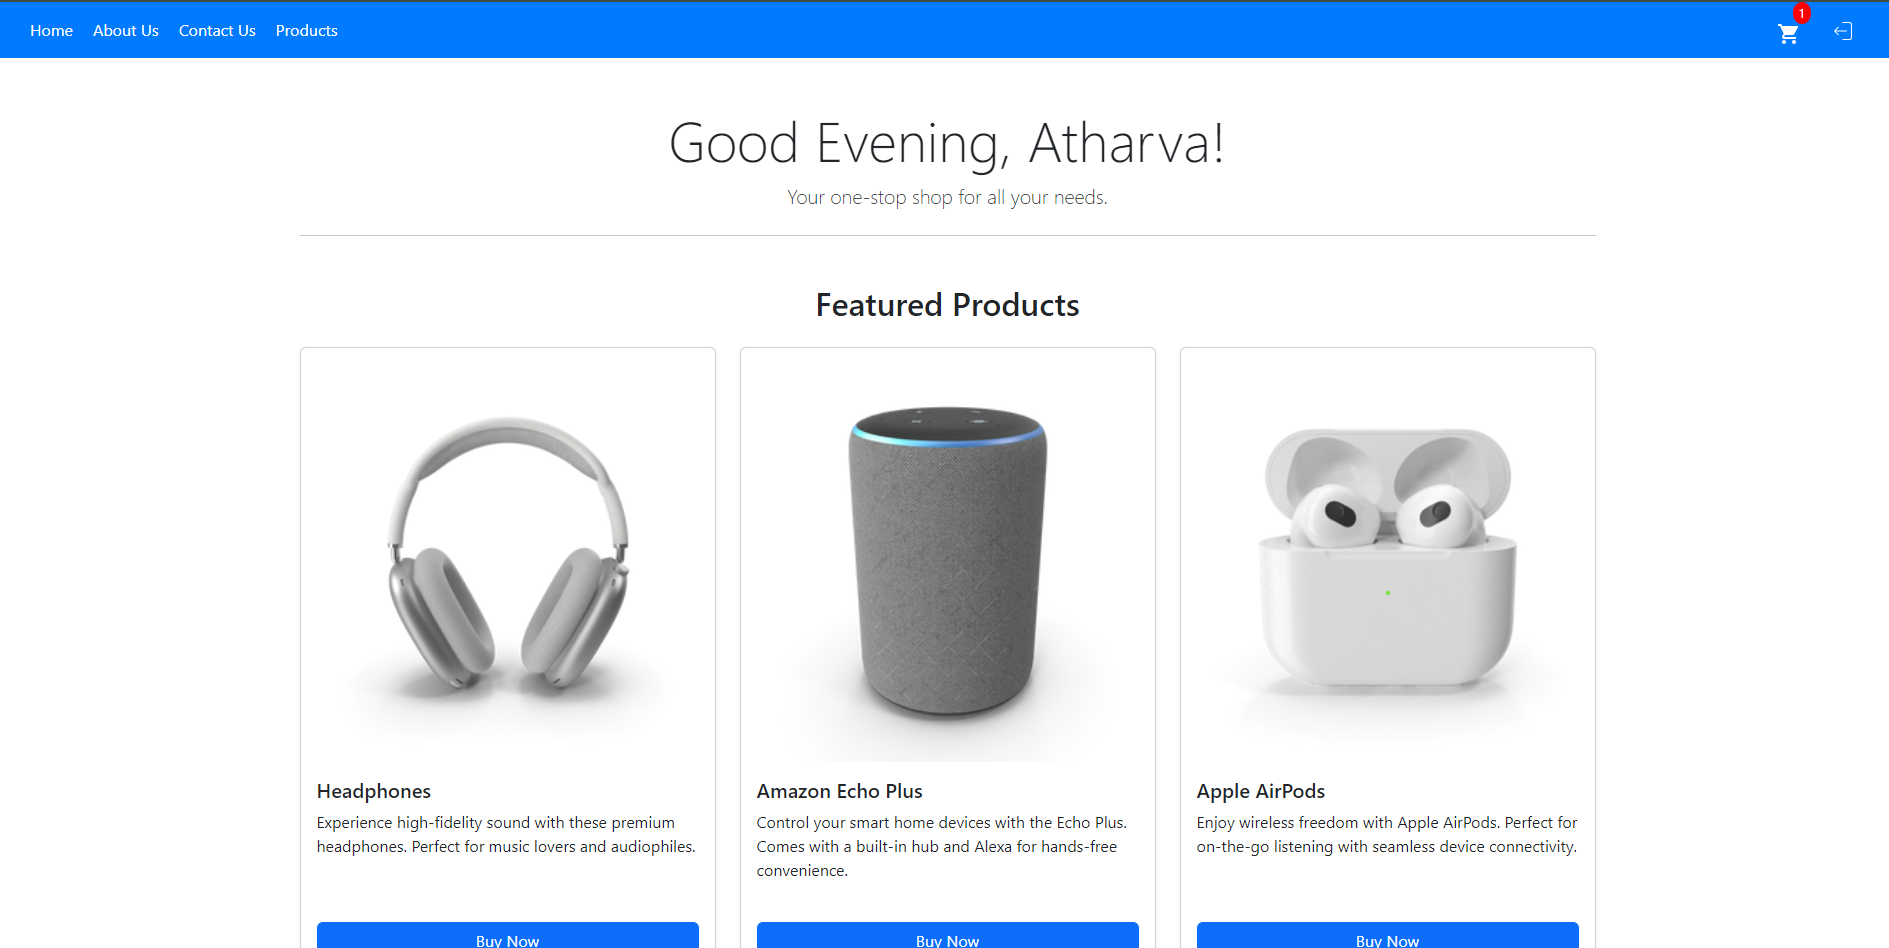 Home About Us Contact Us Products 1
Good Evening, Atharva!
Your one-stop shop for all your needs.
Featured Products
Headphones
Experience high-fidelity sound with these premium
headphones. Perfect for music lovers and audiophiles.
Buy Now
Amazon Echo Plus
Control your smart home devices with the Echo Plus.
Comes with a built-in hub and Alexa for hands-free
convenience.
Buy Now
Apple AirPods
Enjoy wireless freedom with Apple AirPods. Perfect for
on-the-go listening with seamless device connectivity.
Buy Now